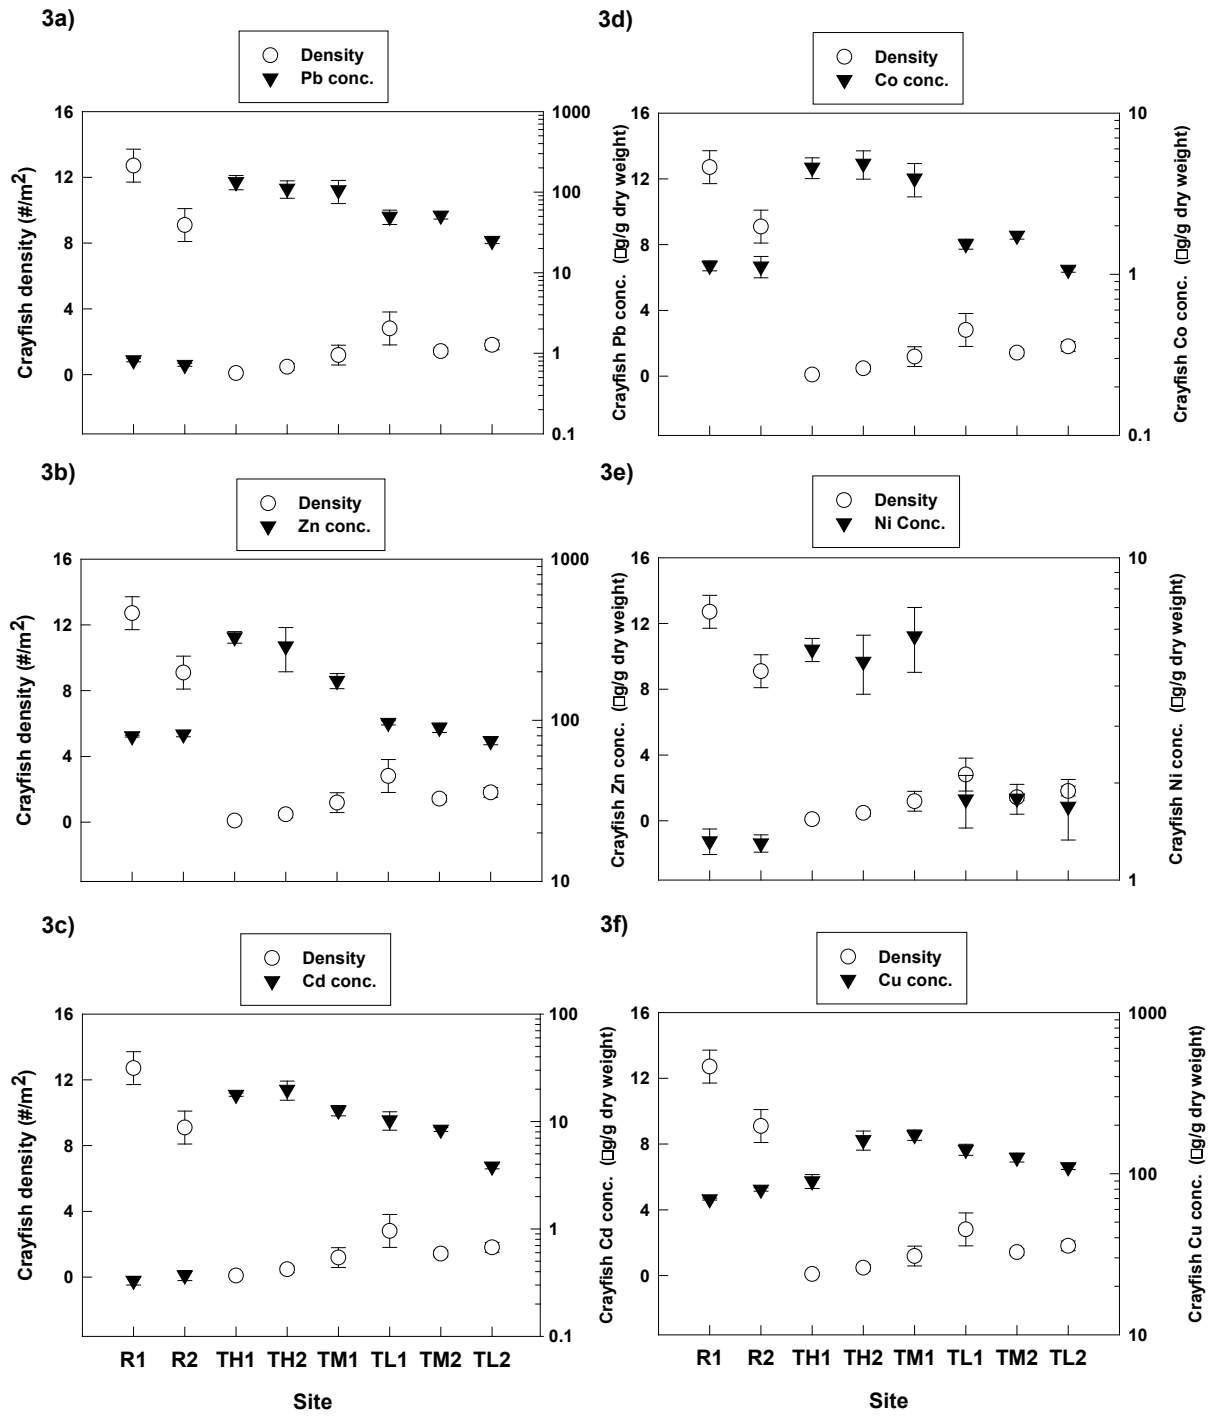 3a)
Density
Pb conc.
16
12
8
4
0
1000
100
10
1
0.1
Crayfish density (#/m2)
Crayfish Pb conc. (□g/g dry weight)
3d)
Density
Co conc.
16
12
8
4
0
10
1
0.1
Crayfish Co conc. (□g/g dry weight)
3b)
Density
Zn conc.
16
12
8
4
0
1000
100
10
Crayfish density (#/m2)
Crayfish Zn conc. (□g/g dry weight)
3e)
Density
Ni Conc.
16
12
8
4
0
10
1
Crayfish Ni conc. (□g/g dry weight)
3c)
Density
Cd conc.
16
12
8
4
0
100
10
1
0.1
Crayfish density (#/m2)
Crayfish Cd conc. (□g/g dry weight)
R1 R2 TH1 TH2 TM1 TL1 TM2 TL2
Site
3f)
Density
Cu conc.
16
12
8
4
0
1000
100
10
Crayfish Cu conc. (□g/g dry weight)
R1 R2 TH1 TH2 TM1 TL1 TM2 TL2
Site